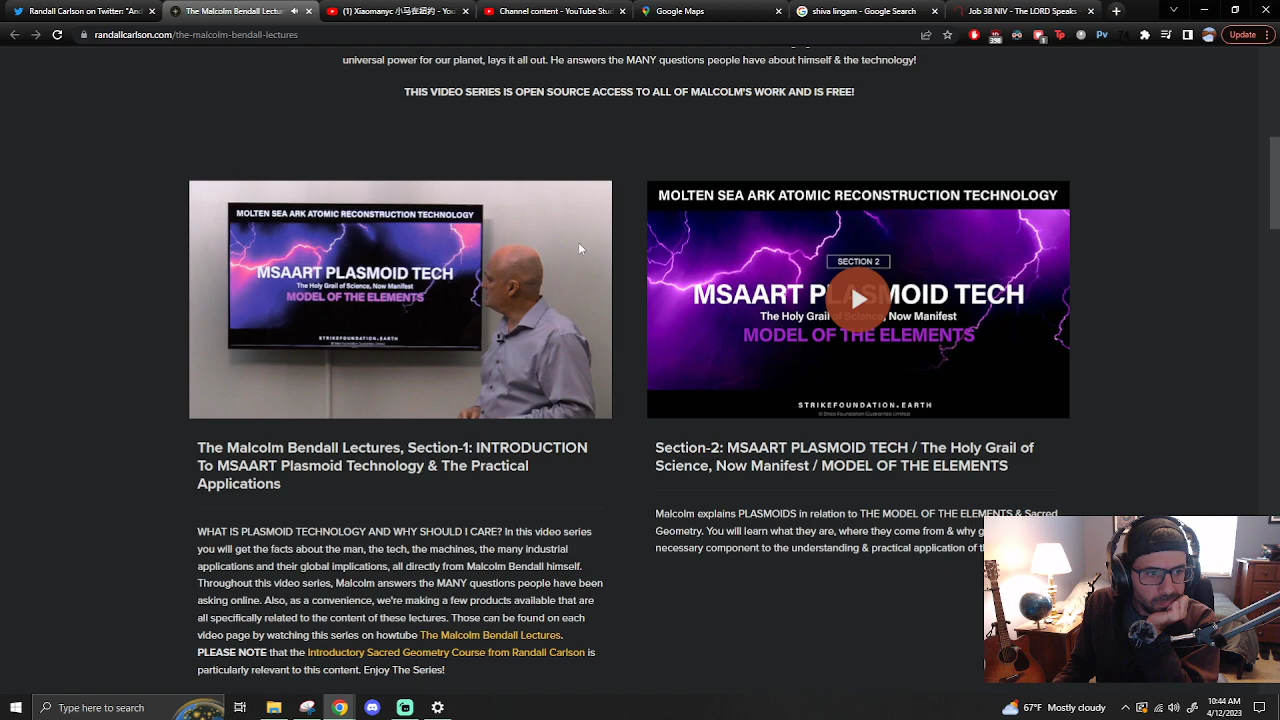 Randall Carlson on Twitter: "An
The Malcolm Bendall Lectu
(1) Xiaomanyc 小马在纽约 - You
Channel content - YouTube Stu
Google Maps
shiva lingam - Google Search
Job 38 NIV - The LORD Speaks
randallcarlson.com/the-malcolm-bendall-lectures
398
1
Pv
74
Update
universal power for our planet, lays it all out. He answers the MANY questions people have about himself & the technology!
THIS VIDEO SERIES IS OPEN SOURCE ACCESS TO ALL OF MALCOLM'S WORK AND IS FREE!
MOLTEN SEA ARK ATOMIC RECONSTRUCTION TECHNOLOGY
MSAART PLASMOID TECH
The Holy Grail of Science, Now Manifest
MODEL OF THE ELEMENTS
STRIKEFOUNDATION.EARTH
MOLTEN SEA ARK ATOMIC RECONSTRUCTION TECHNOLOGY
SECTION 2
MSAART PLASMOID TECH
The Holy Grail of Science, Now Manifest
MODEL OF THE ELEMENTS
STRIKEFOUNDATION.EARTH
© Strike Foundation Guarantee Limited
The Malcolm Bendall Lectures, Section-1: INTRODUCTION
To MSAART Plasmoid Technology & The Practical
Applications
WHAT IS PLASMOID TECHNOLOGY AND WHY SHOULD I CARE? In this video series
you will get the facts about the man, the tech, the machines, the many industrial
applications and their global implications, all directly from Malcolm Bendall himself.
Throughout this video series, Malcolm answers the MANY questions people have been
asking online. Also, as a convenience, we're making a few products available that are
all specifically related to the content of these lectures. Those can be found on each
video page by watching this series on howtube The Malcolm Bendall Lectures.
PLEASE NOTE that the Introductory Sacred Geometry Course from Randall Carlson is
particularly relevant to this content. Enjoy The Series!
Section-2: MSAART PLASMOID TECH / The Holy Grail of
Science, Now Manifest / MODEL OF THE ELEMENTS
Malcolm explains PLASMOIDS in relation to THE MODEL OF THE ELEMENTS & Sacred
Geometry. You will learn what they are, where they come from & why
necessary component to the understanding & practical application of
Type here to search
67°F Mostly cloudy
10:44 AM
4/12/2023